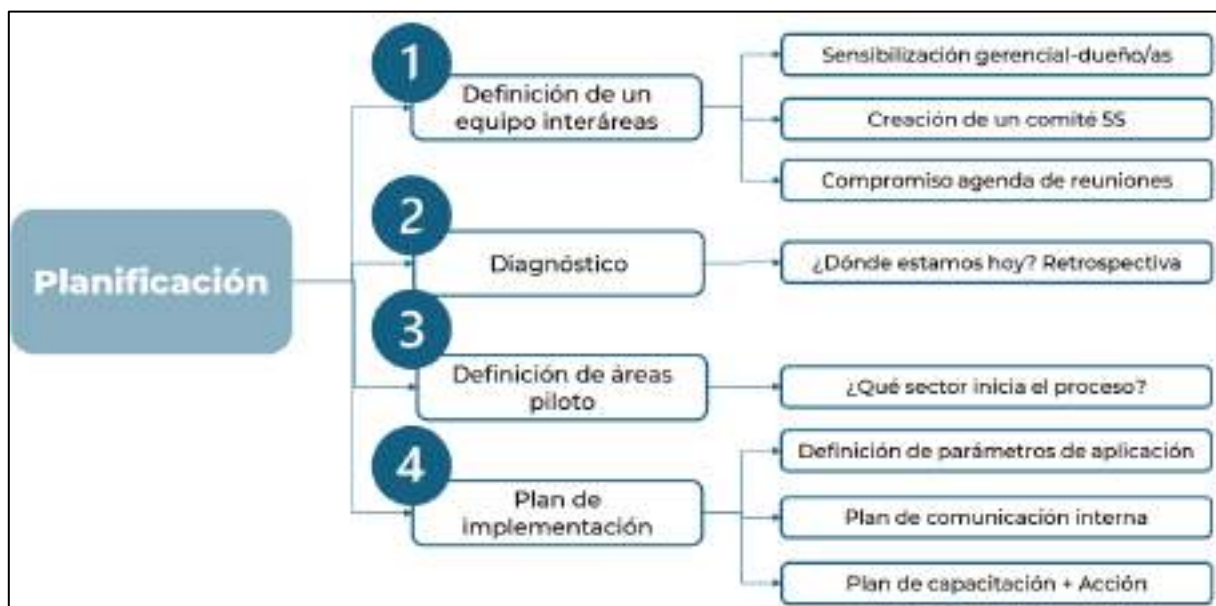 Planificación
1
Definición de un
equipo interáreas
Sensibilización gerencial-dueño/as
Creación de un comité 5S
Compromiso agenda de reuniones
2
Diagnóstico
¿Dónde estamos hoy? Retrospectiva
3
Definición de áreas
piloto
¿Qué sector inicia el proceso?
4
Plan de
implementación
Definición de parámetros de aplicación
Plan de comunicación interna
Plan de capacitación + Acción